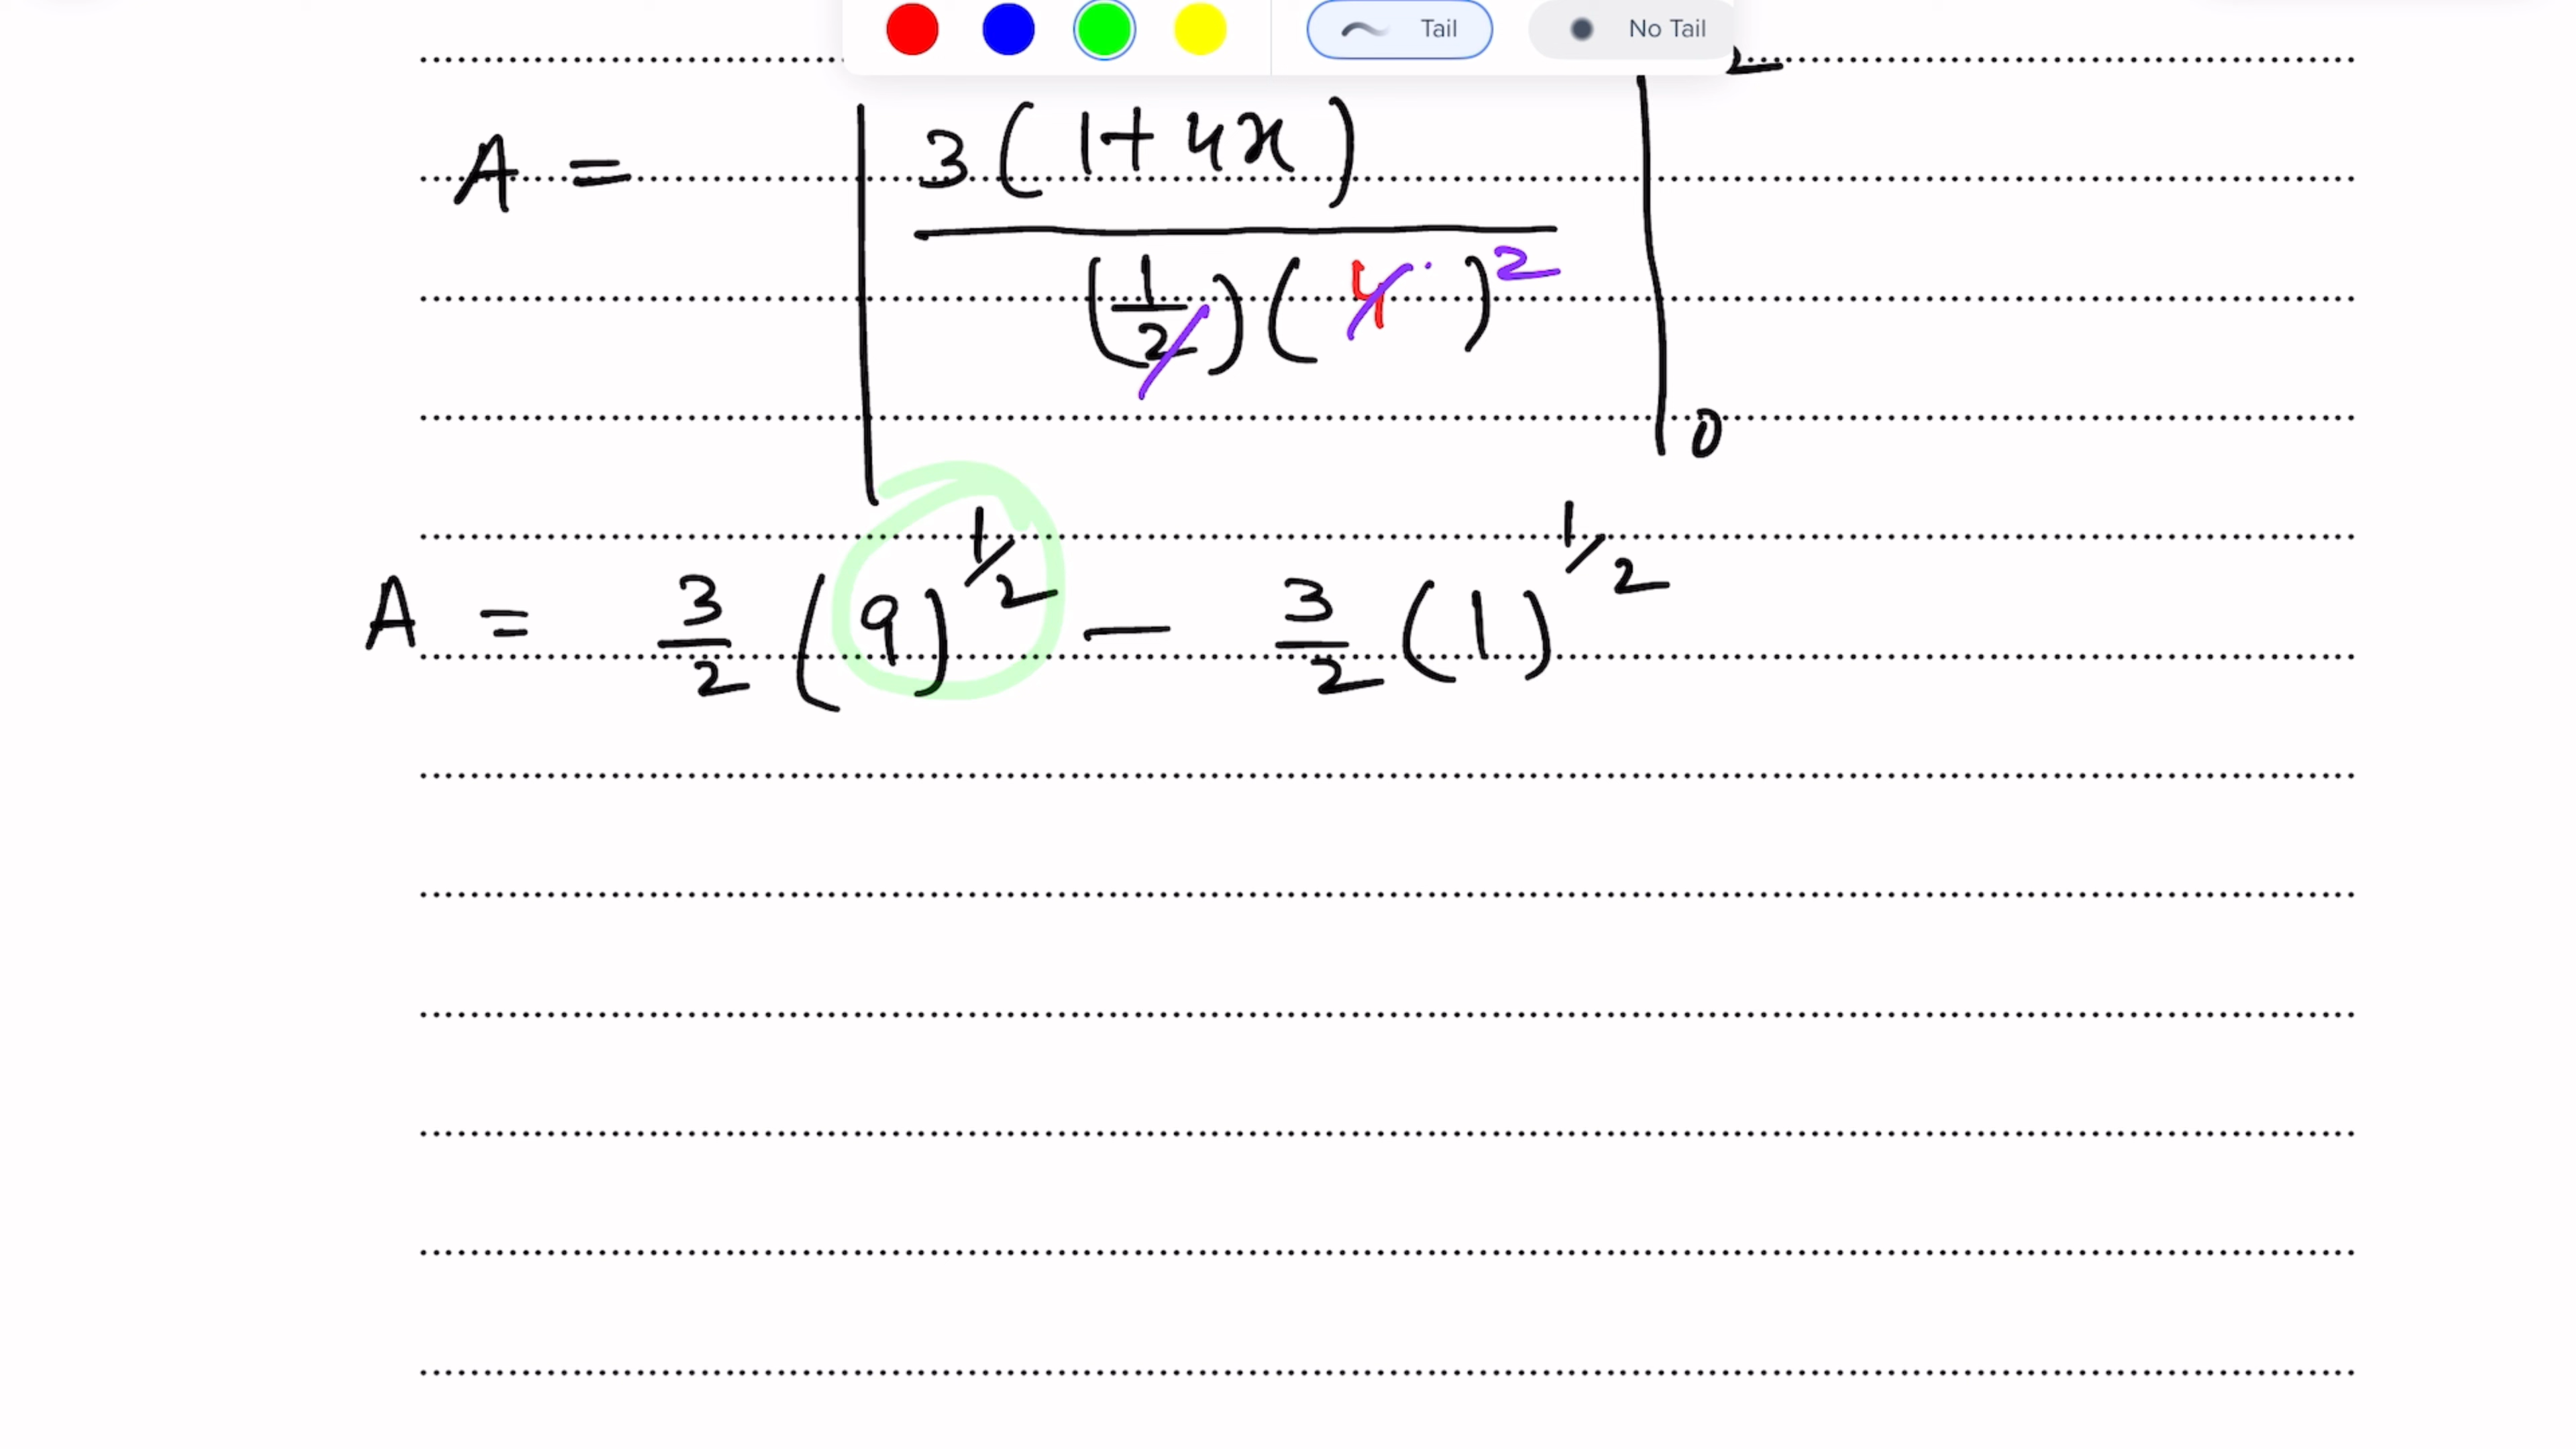 Tail No Tail
2
A = | 3(1+4x) / (1/2)(4)2 | 0
A = 3/2 (9)^1/2 − 3/2 (1)^1/2